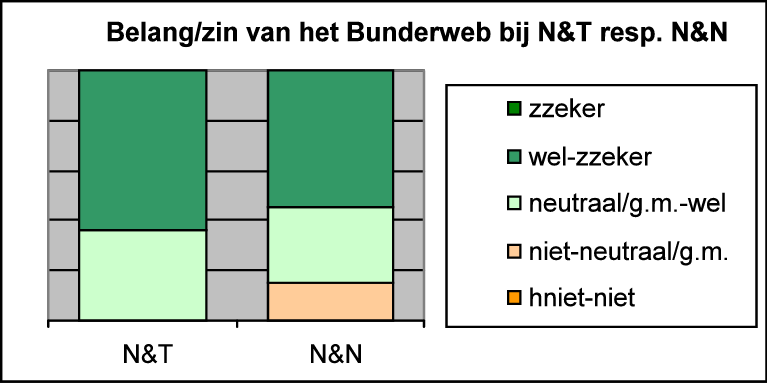 Belang/zin van het Bunderweb bij N&T resp. N&N
zzeker
wel-zzeker
neutraal/g.m.-wel
niet-neutraal/g.m.
hniet-niet
N&T
N&N